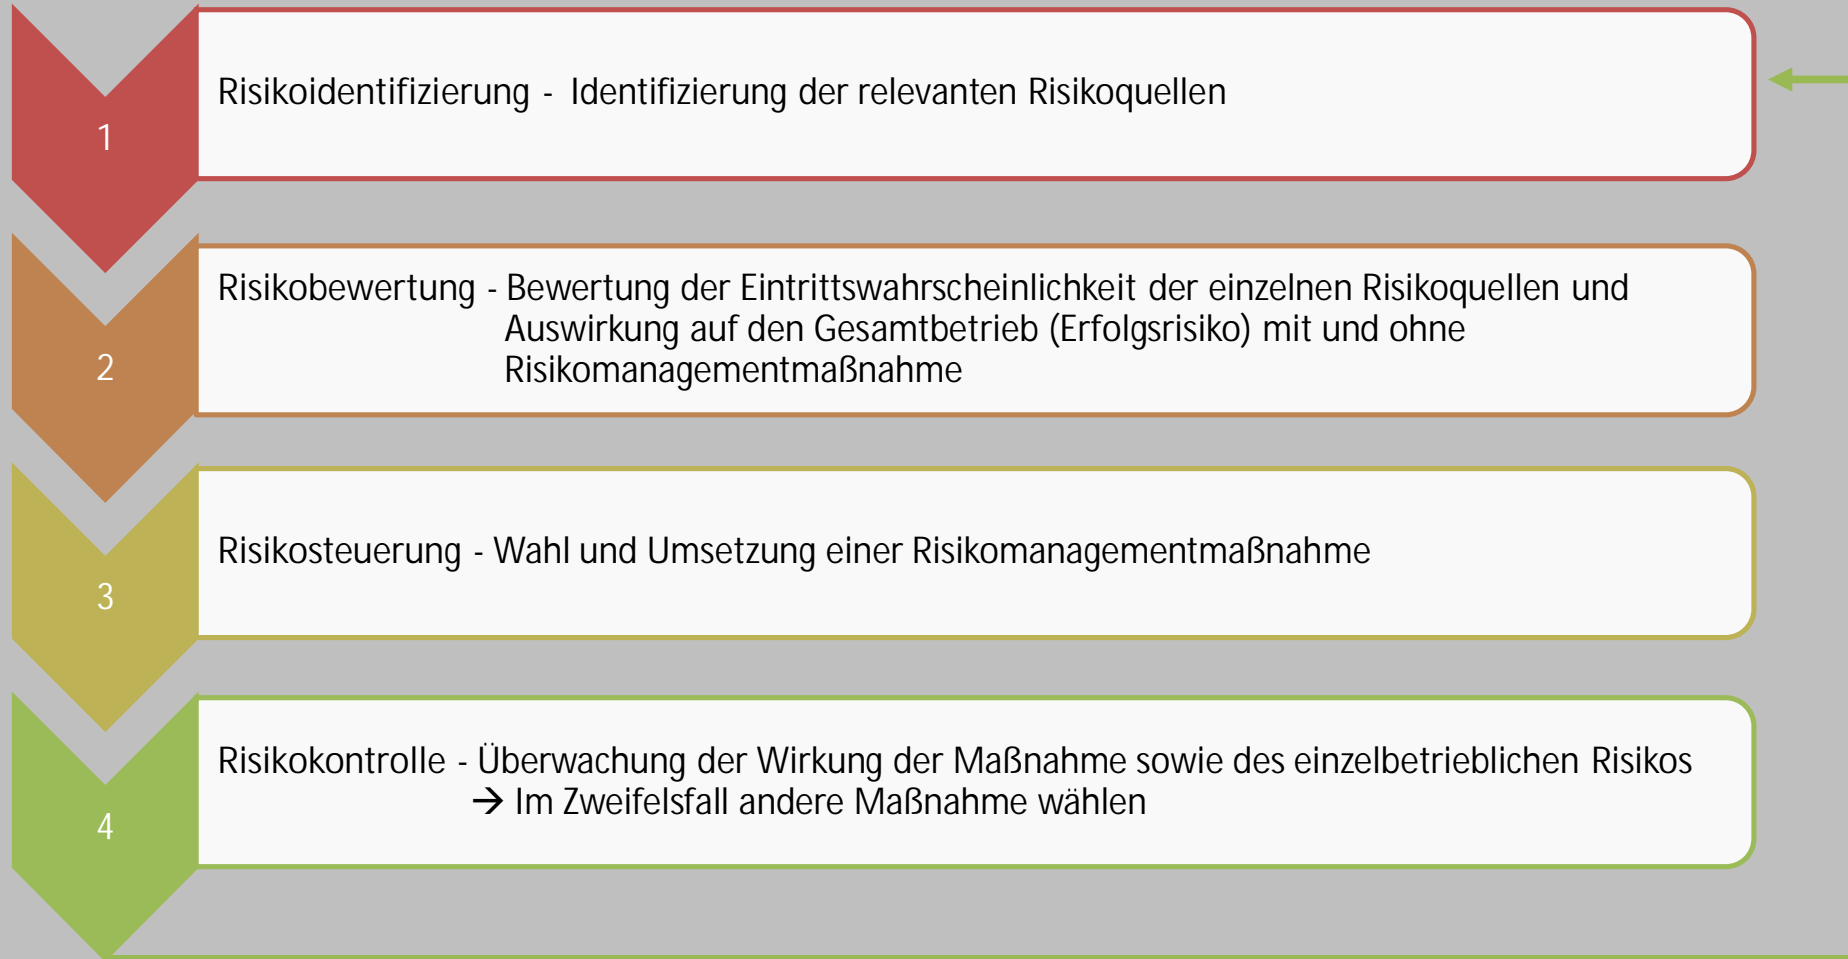 1
Risikoidentifizierung - Identifizierung der relevanten Risikoquellen
2
Risikobewertung - Bewertung der Eintrittswahrscheinlichkeit der einzelnen Risikoquellen und
Auswirkung auf den Gesamtbetrieb (Erfolgsrisiko) mit und ohne
Risikomanagementmaßnahme
3
Risikosteuerung - Wahl und Umsetzung einer Risikomanagementmaßnahme
4
Risikokontrolle - Überwachung der Wirkung der Maßnahme sowie des einzelbetrieblichen Risikos
→ Im Zweifelsfall andere Maßnahme wählen